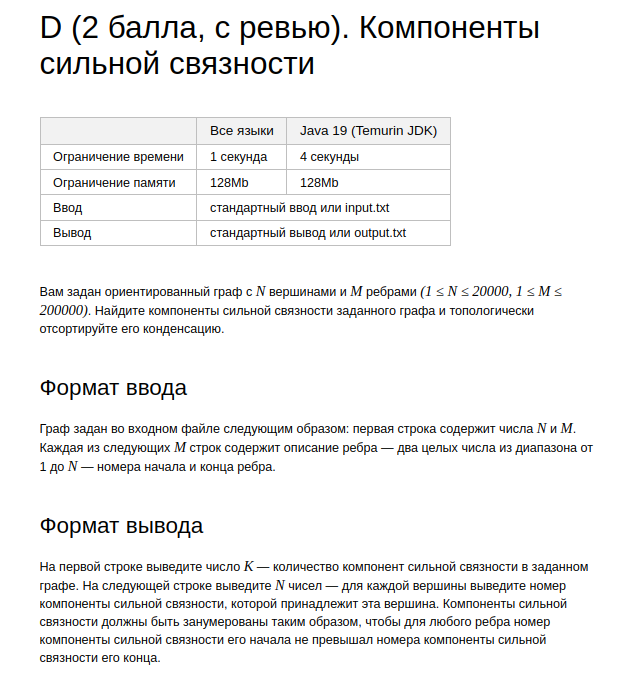 D (2 балла, с ревью). Компоненты
сильной связности
Все языки Java 19 (Temurin JDK)
Ограничение времени 1 секунда 4 секунды
Ограничение памяти 128Mb 128Mb
Ввод стандартный ввод или input.txt
Вывод стандартный вывод или output.txt
Вам задан ориентированный граф с N вершинами и M ребрами (1 ≤ N ≤ 20000, 1 ≤ M ≤
200000). Найдите компоненты сильной связности заданного графа и топологически
отсортируйте его конденсацию.
Формат ввода
Граф задан во входном файле следующим образом: первая строка содержит числа N и M.
Каждая из следующих M строк содержит описание ребра — два целых числа из диапазона от
1 до N — номера начала и конца ребра.
Формат вывода
На первой строке выведите число K — количество компонент сильной связности в заданном
графе. На следующей строке выведите N чисел — для каждой вершины выведите номер
компоненты сильной связности, которой принадлежит эта вершина. Компоненты сильной
связности должны быть занумерованы таким образом, чтобы для любого ребра номер
компоненты сильной связности его начала не превышал номера компоненты сильной
связности его конца.